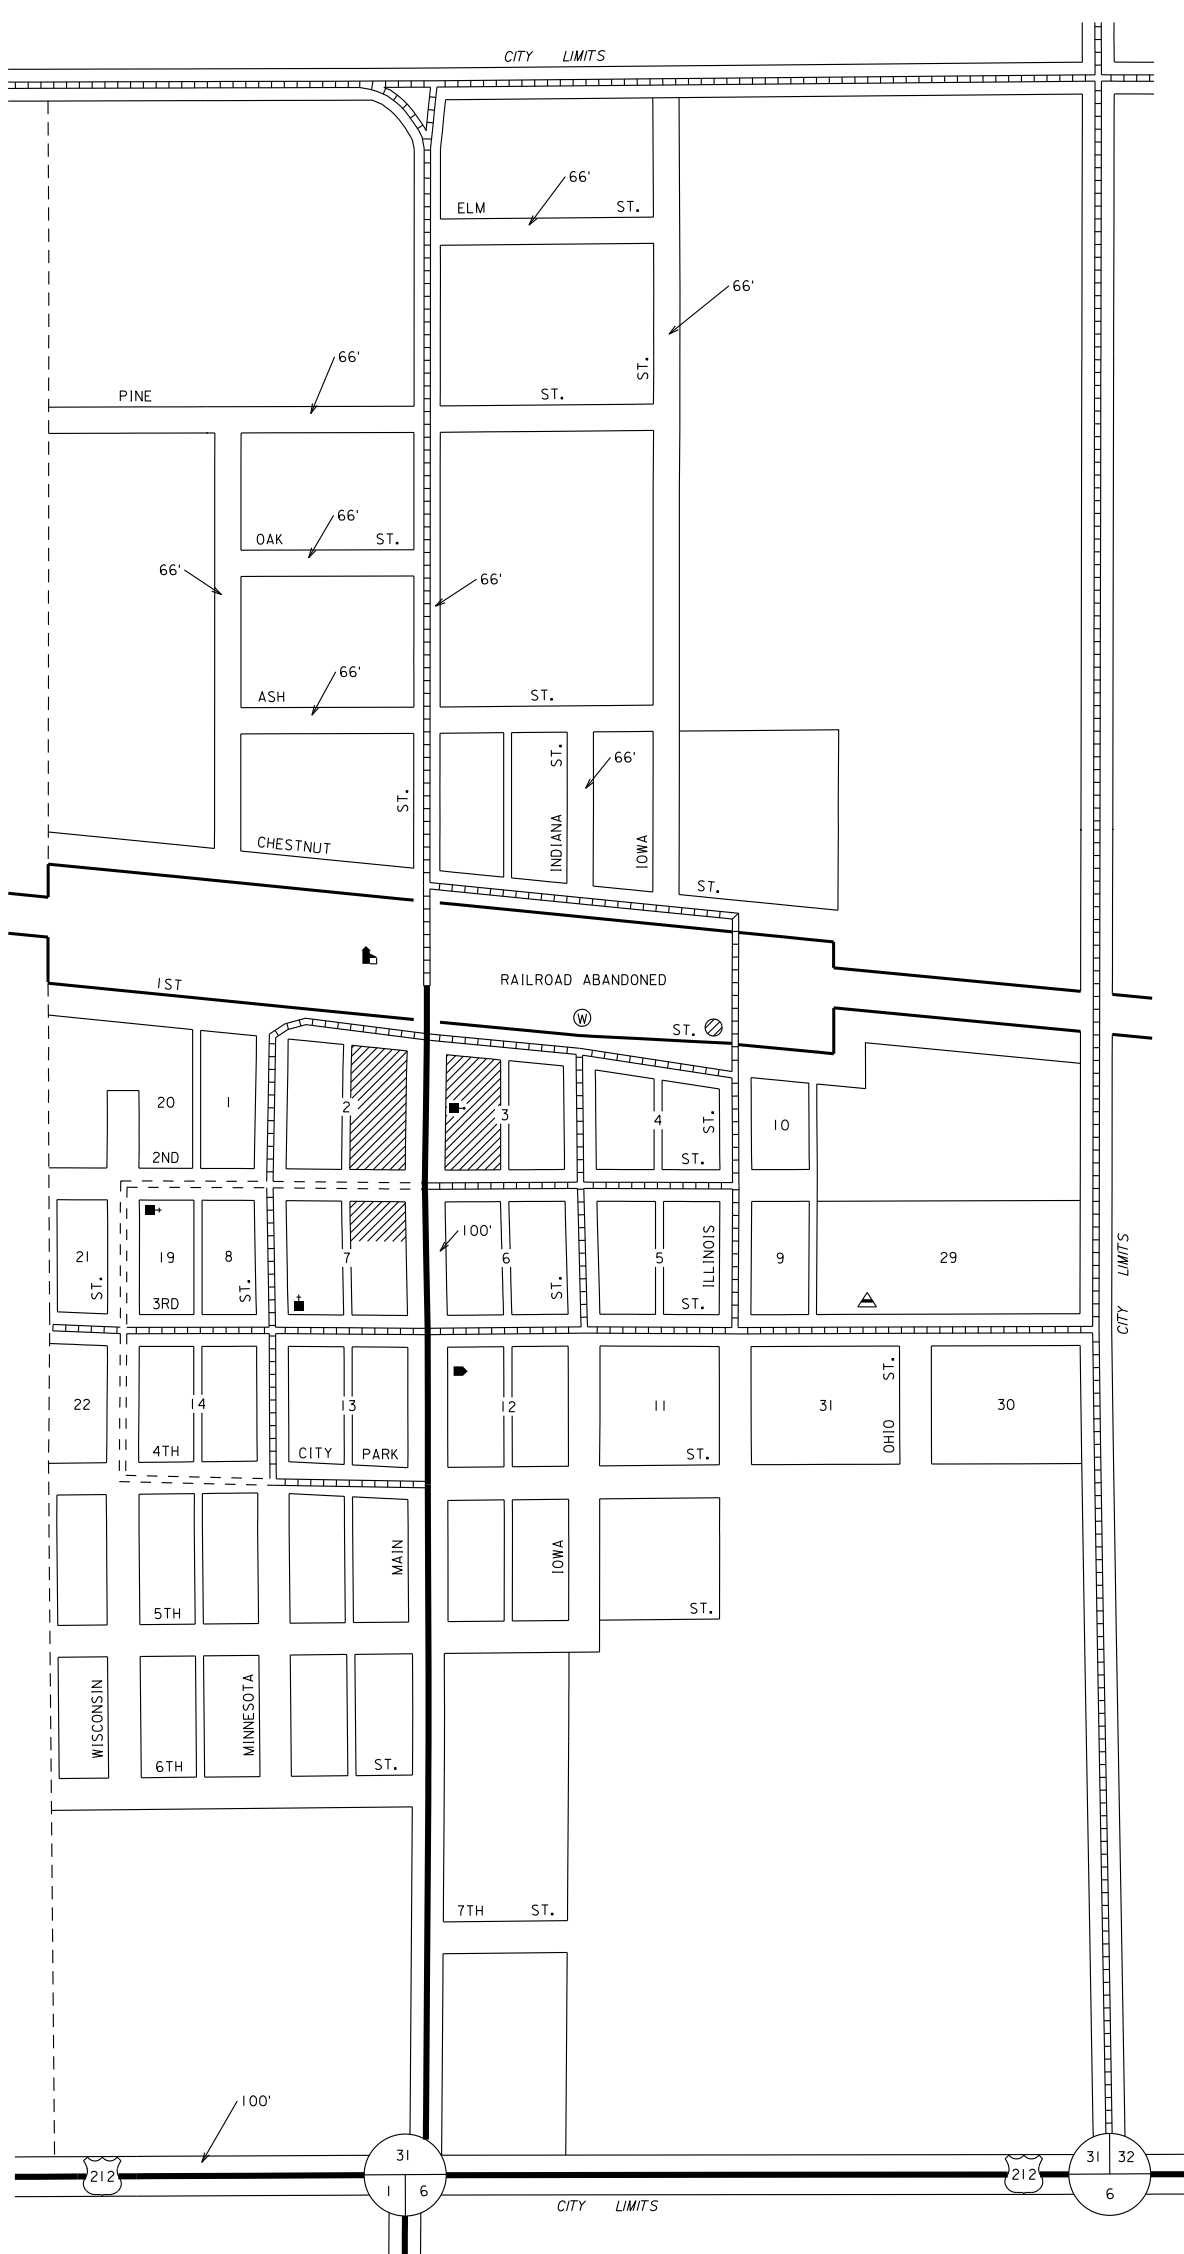 CITY LIMITS
66'
ELM ST.
66'
66'
ST.
PINE
ST.
66'
OAK ST.
66'
66'
66'
ASH
ST.
ST.
66'
ST.
INDIANA
IOWA
CHESTNUT
ST.
1ST
RAILROAD ABANDONED
W
ST.
20
1
2
3
4
ST.
10
2ND
ST.
100'
21
19
8
7
6
5
ILLINOIS
9
29
CITY LIMITS
ST.
3RD
ST.
ST.
ST.
22
14
13
12
11
31
ST.
OHIO
30
4TH
CITY PARK
ST.
MAIN
IOWA
5TH
ST.
WISCONSIN
MINNESOTA
6TH
ST.
7TH ST.
100'
31
31 32
212
212
1 6
6
CITY LIMITS